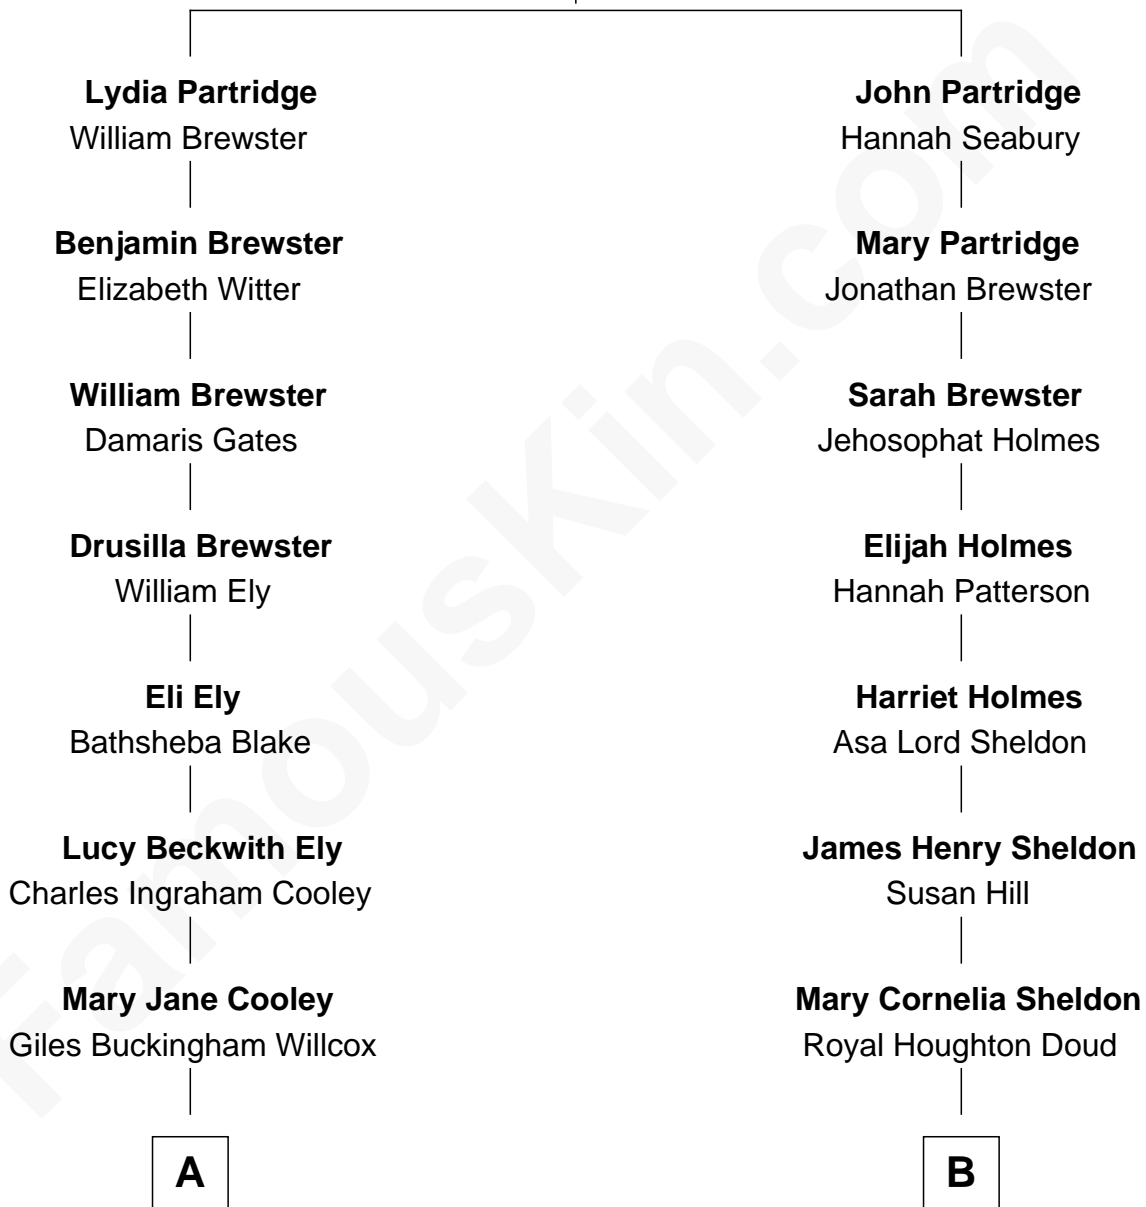 Lydia Partridge
William Brewster
Benjamin Brewster
Elizabeth Witter
William Brewster
Damaris Gates
Drusilla Brewster
William Ely
Eli Ely
Bathsheba Blake
Lucy Beckwith Ely
Charles Ingraham Cooley
Mary Jane Cooley
Giles Buckingham Willcox
A
John Partridge
Hannah Seabury
Mary Partridge
Jonathan Brewster
Sarah Brewster
Jehosophat Holmes
Elijah Holmes
Hannah Patterson
Harriet Holmes
Asa Lord Sheldon
James Henry Sheldon
Susan Hill
Mary Cornelia Sheldon
Royal Houghton Doud
B
FamousKin.com